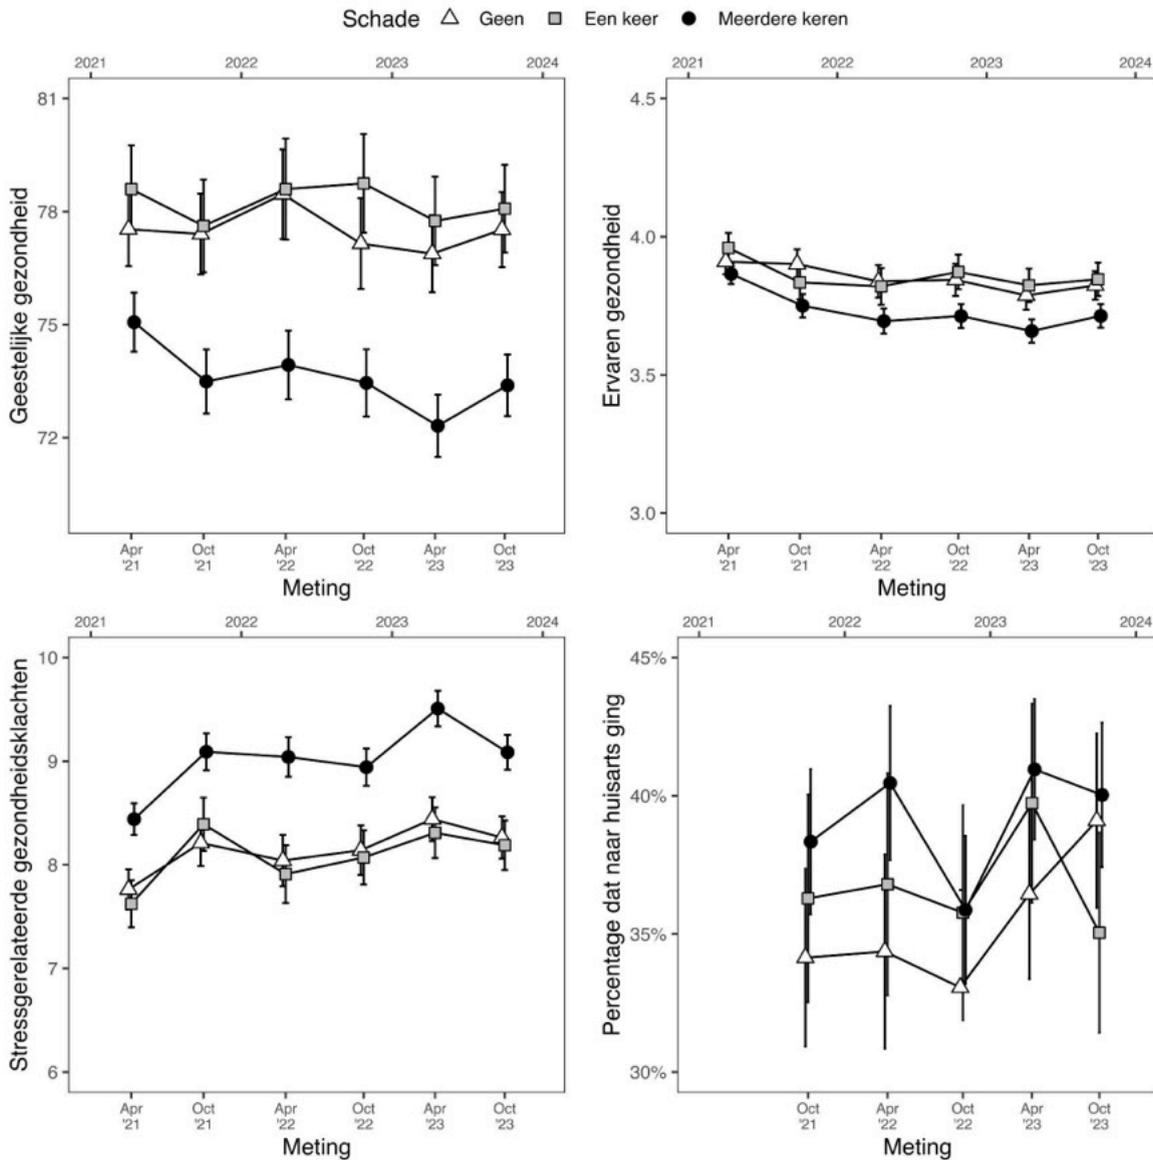 Schade Geen Een keer Meerdere keren
2021 2022 2023 2024
81
78
75
72
Geestelijke gezondheid
Apr '21 Oct '21 Apr '22 Oct '22 Apr '23 Oct '23
Meting
2021 2022 2023 2024
4.5
4.0
3.5
3.0
Ervaren gezondheid
Apr '21 Oct '21 Apr '22 Oct '22 Apr '23 Oct '23
Meting
2021 2022 2023 2024
10
9
8
7
6
Stressgerelateerde gezondheidsklachten
Apr '21 Oct '21 Apr '22 Oct '22 Apr '23 Oct '23
Meting
2021 2022 2023 2024
45%
40%
35%
30%
Percentage dat naar huisarts ging
Oct '21 Apr '22 Oct '22 Apr '23 Oct '23
Meting